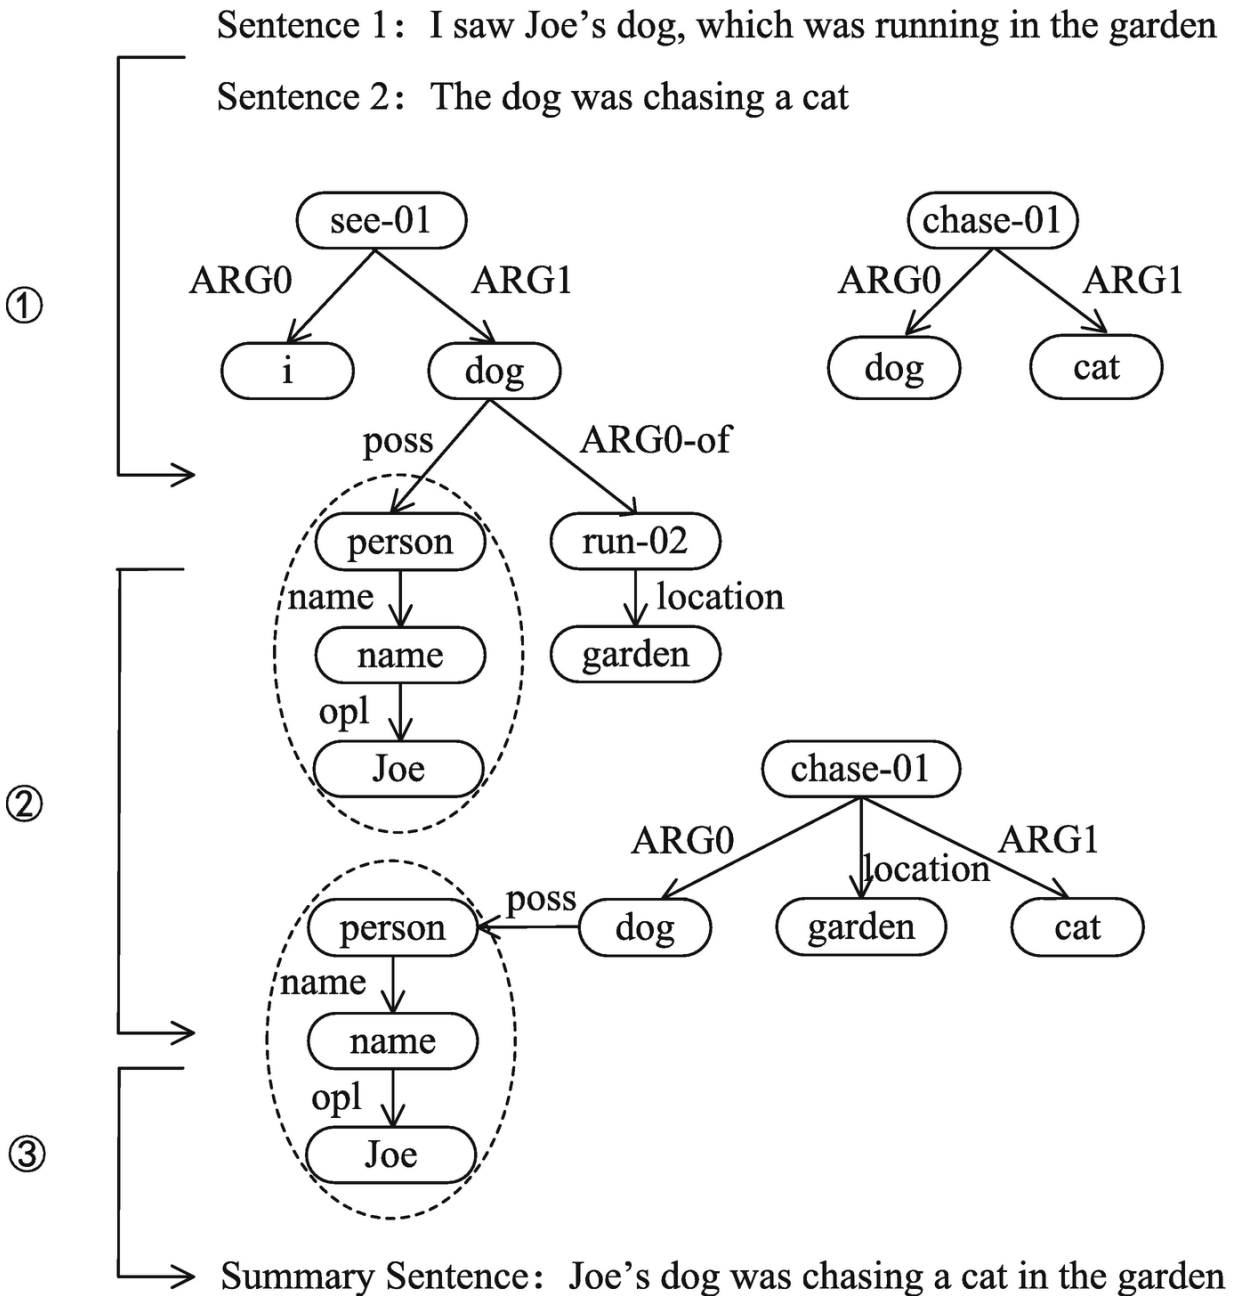 Sentence 1: I saw Joe's dog, which was running in the garden
Sentence 2: The dog was chasing a cat
see-01
chase-01
ARG0
ARG1
ARG0
ARG1
①
i
dog
dog
cat
poss
ARG0-of
person
run-02
name
location
name
garden
opl
Joe
chase-01
②
ARG0
ARG1
location
poss
person
dog
garden
cat
name
name
opl
③
Joe
Summary Sentence: Joe's dog was chasing a cat in the garden